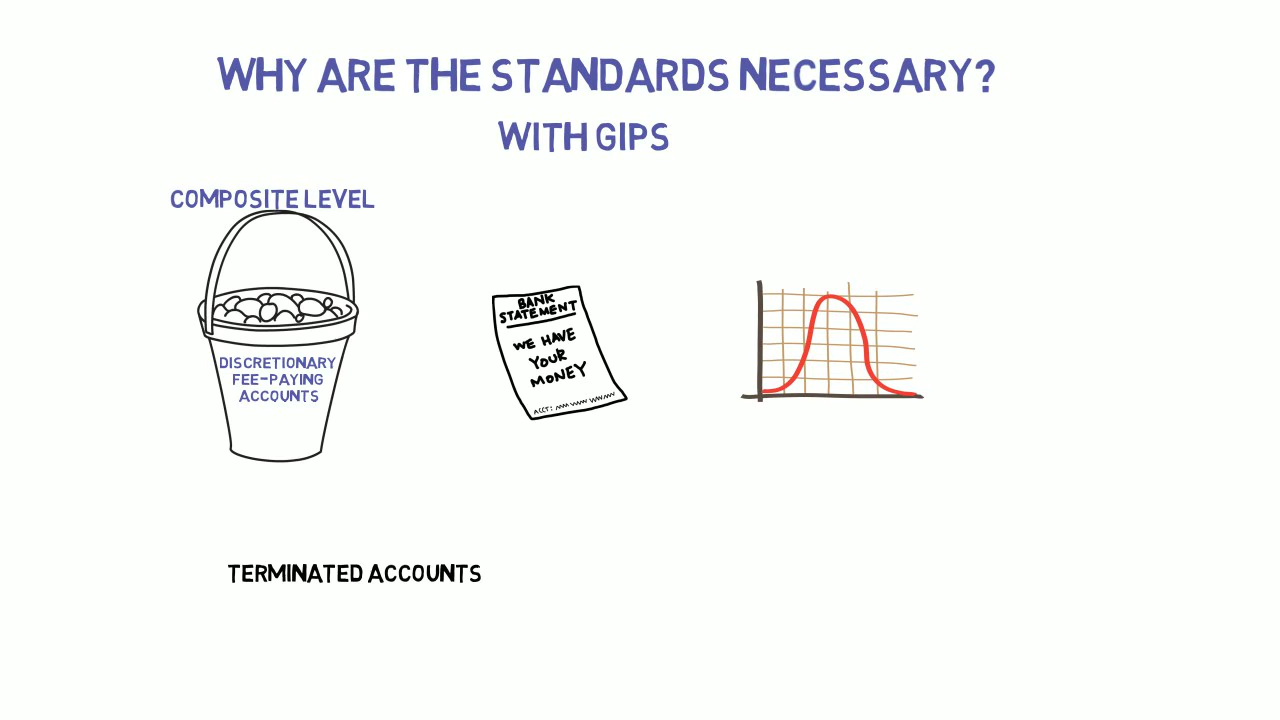 WHY ARE THE STANDARDS NECESSARY?
WITH GIPS
COMPOSITE LEVEL
DISCRETIONARY
FEE-PAYING
ACCOUNTS
BANK
STATEMENT
WE HAVE
YOUR
MONEY
ACCT:
TERMINATED ACCOUNTS